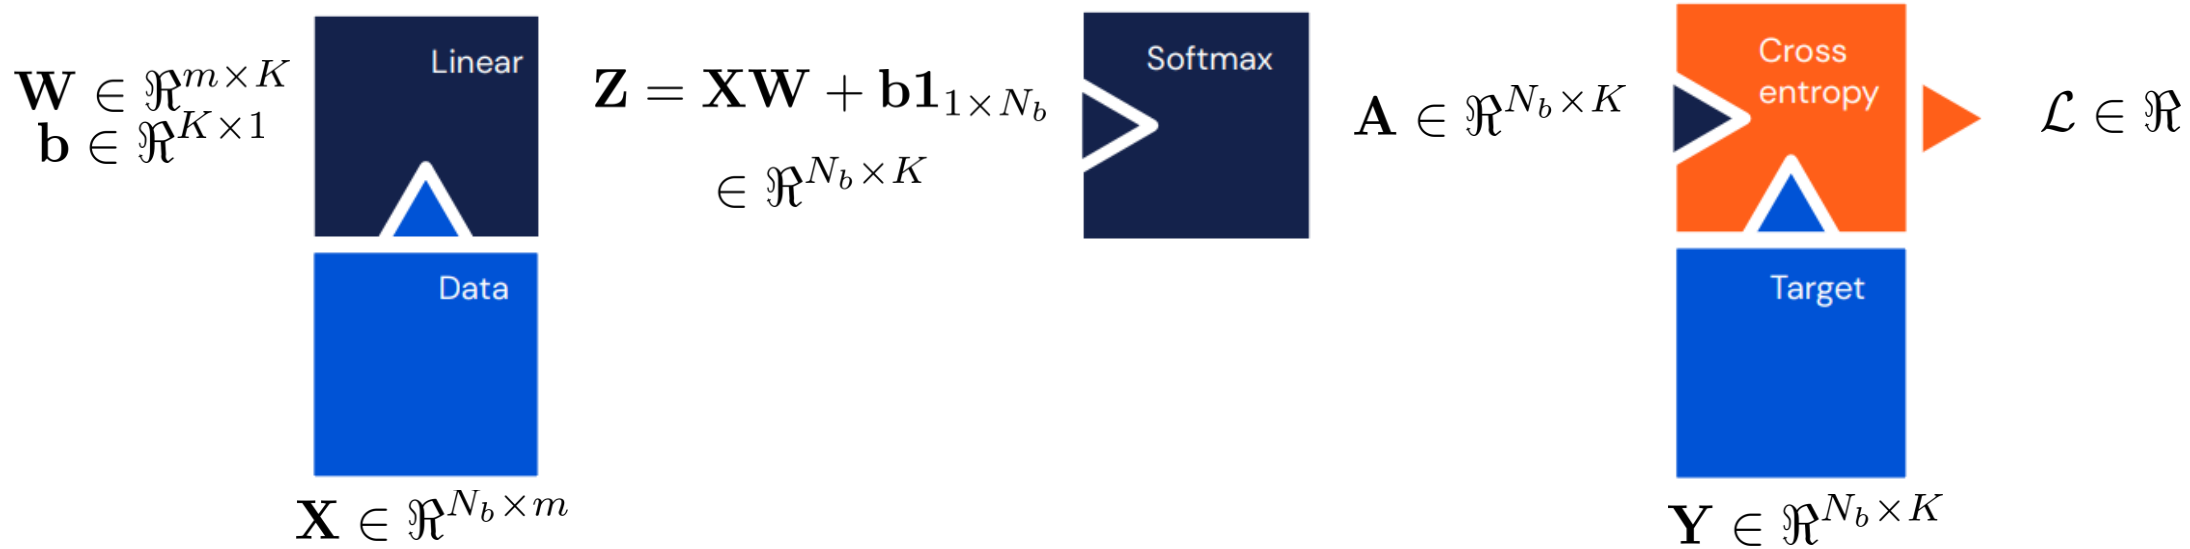 W ∈ ℜ^{m×K}
b ∈ ℜ^{K×1}
Linear
Data
X ∈ ℜ^{N_b×m}
Z = XW + b1_{1×N_b}
∈ ℜ^{N_b×K}
Softmax
A ∈ ℜ^{N_b×K}
Cross
entropy
Target
Y ∈ ℜ^{N_b×K}
ℒ ∈ ℜ